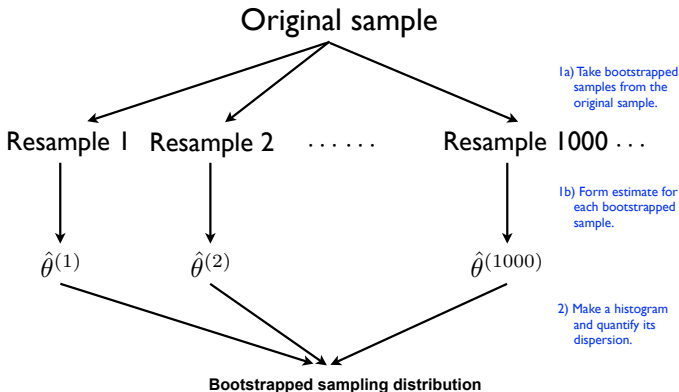 Original sample
1a) Take bootstrapped
samples from the
original sample.
Resample 1 Resample 2 ...... Resample 1000 ...
1b) Form estimate for
each bootstrapped
sample.
θ̂^(1) θ̂^(2) θ̂^(1000)
2) Make a histogram
and quantify its
dispersion.
Bootstrapped sampling distribution